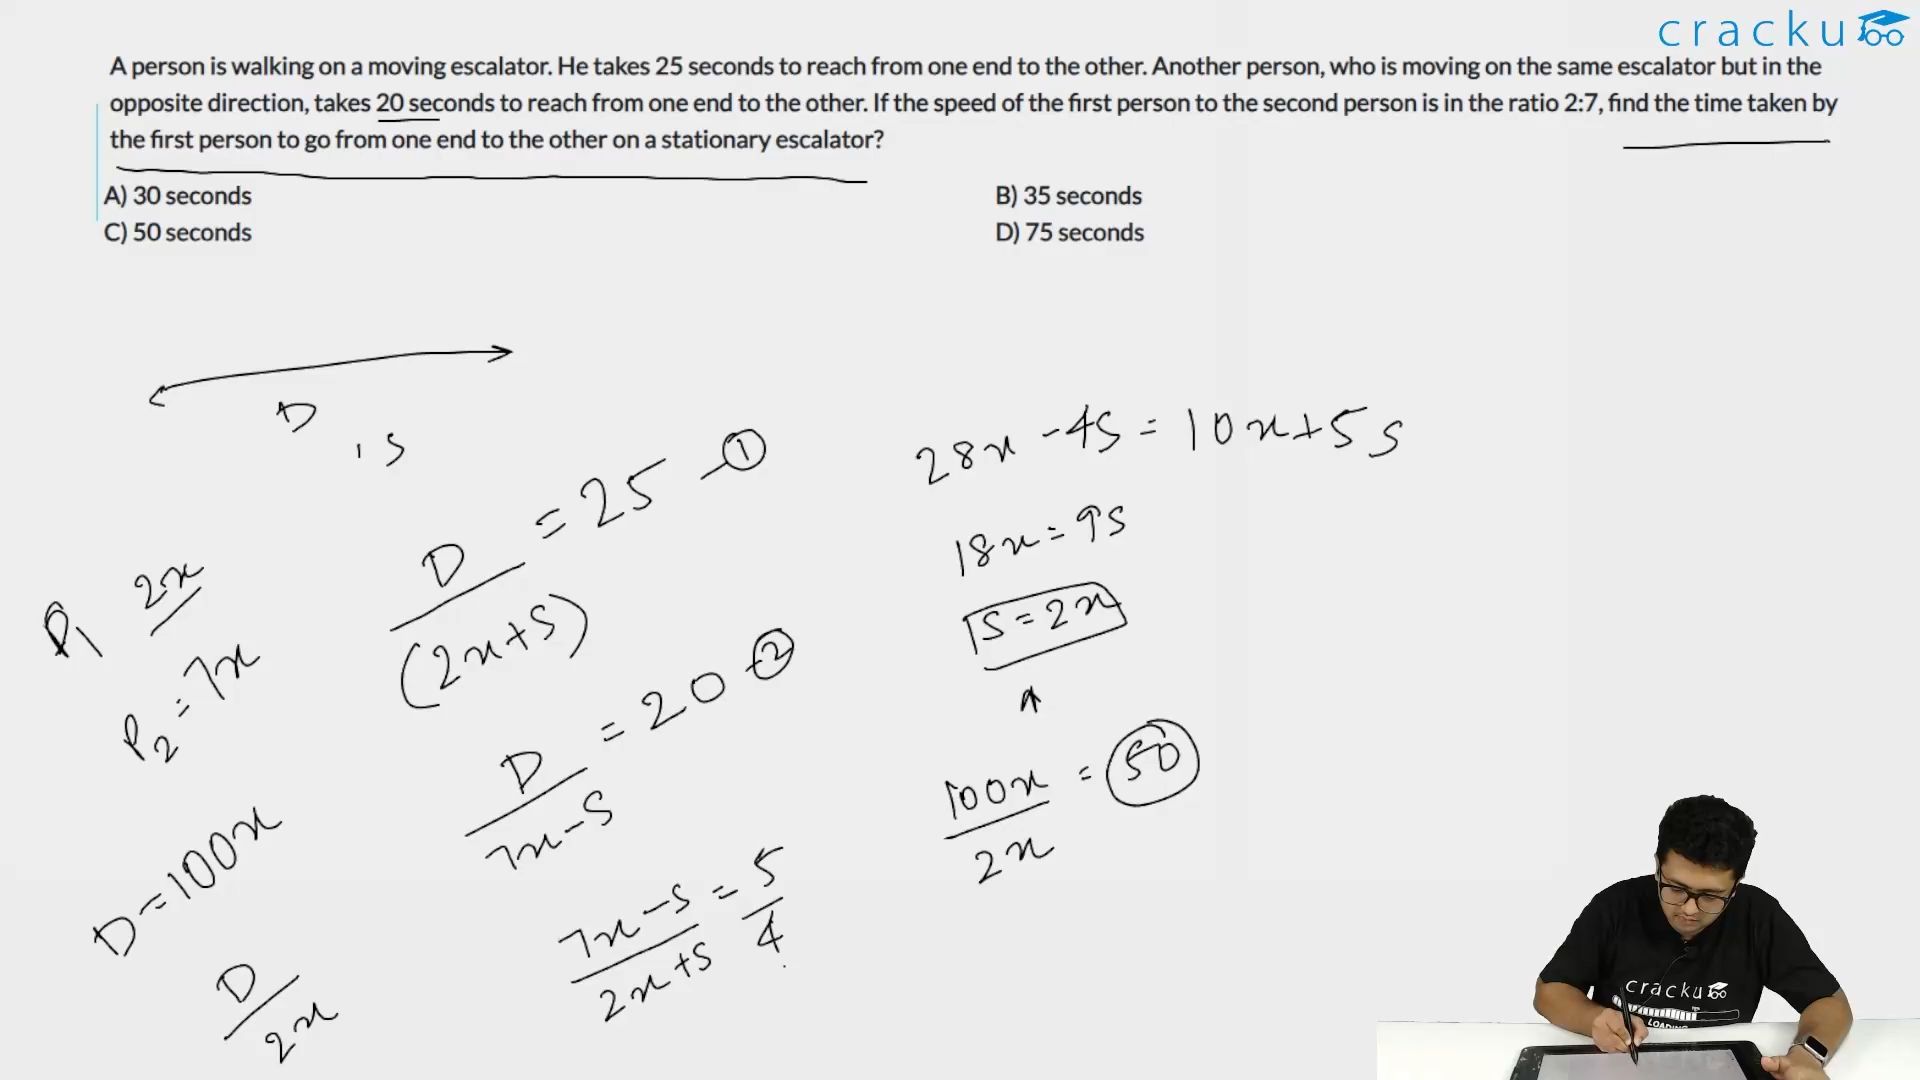 cracku
A person is walking on a moving escalator. He takes 25 seconds to reach from one end to the other. Another person, who is moving on the same escalator but in the
opposite direction, takes 20 seconds to reach from one end to the other. If the speed of the first person to the second person is in the ratio 2:7, find the time taken by
the first person to go from one end to the other on a stationary escalator?
A) 30 seconds
B) 35 seconds
C) 50 seconds
D) 75 seconds
D
, S
P1 2x
P2 = 7x
D = 100x
D
2x
D = 25 - ①
(2x+S)
D = 20 - ②
7x-S
7x-S = 5
2x+S 4
28x - 4S = 10x + 5S
18x = 9S
S = 2x
100x = 50
2x
cracku
LOADING